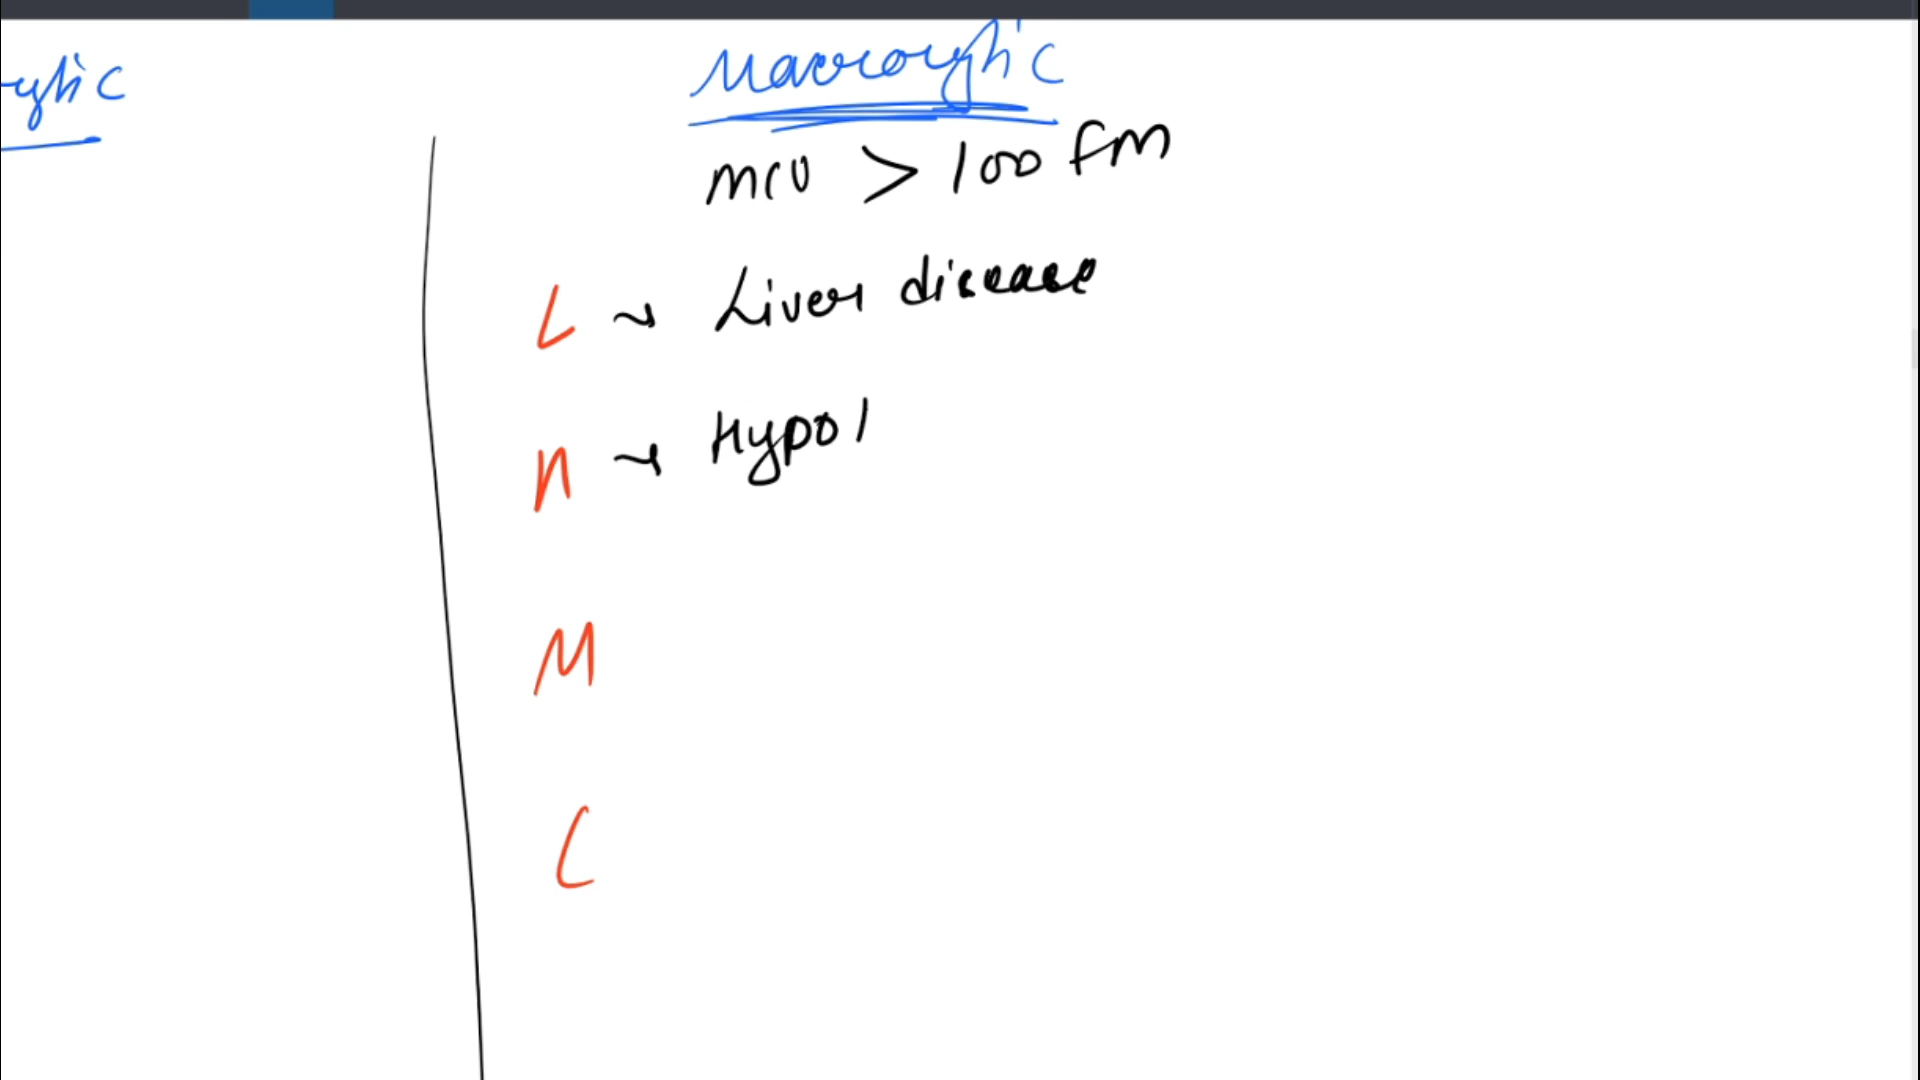 ytic
Macrocytic
MCV > 100 fm
L → Liver disease
H → Hypo
M
C